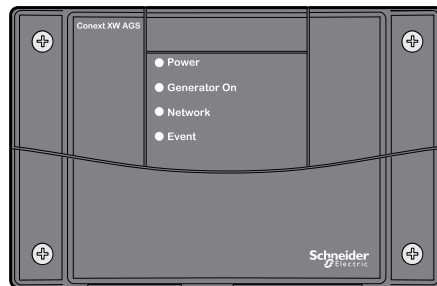 Conext XW AGS
Power
Generator On
Network
Event
Schneider
Electric